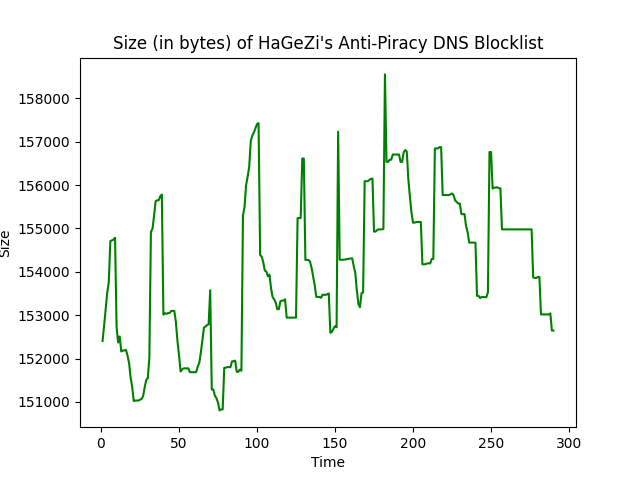 Size (in bytes) of HaGeZi's Anti-Piracy DNS Blocklist
158000
157000
156000
155000
154000
153000
152000
151000
Size
0 50 100 150 200 250 300
Time